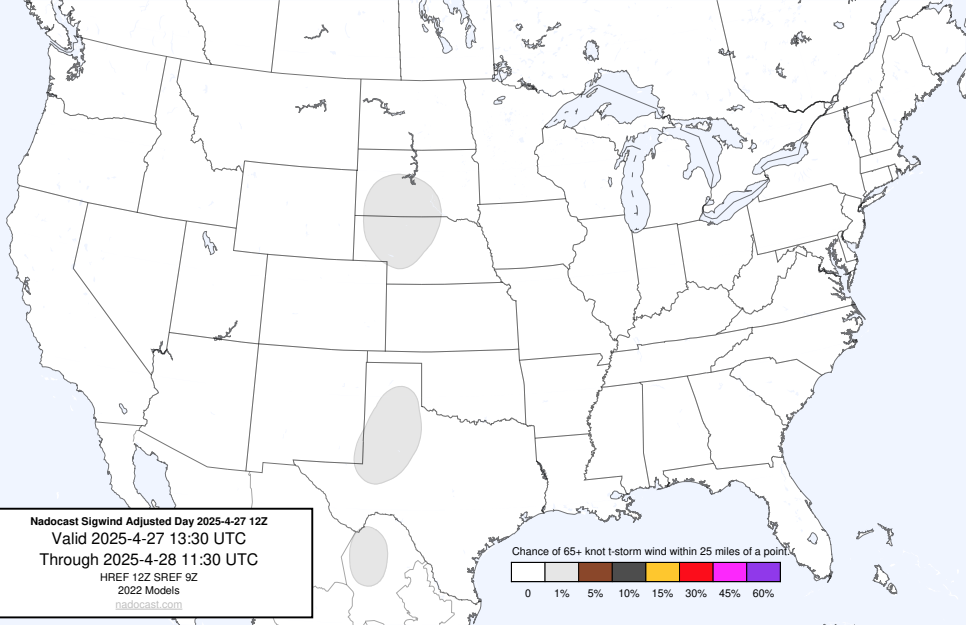 Nadocast Sigwind Adjusted Day 2025-4-27 12Z
Valid 2025-4-27 13:30 UTC
Through 2025-4-28 11:30 UTC
HREF 12Z SREF 9Z
2022 Models
nadocast.com
Chance of 65+ knot t-storm wind within 25 miles of a point.
0 1% 5% 10% 15% 30% 45% 60%